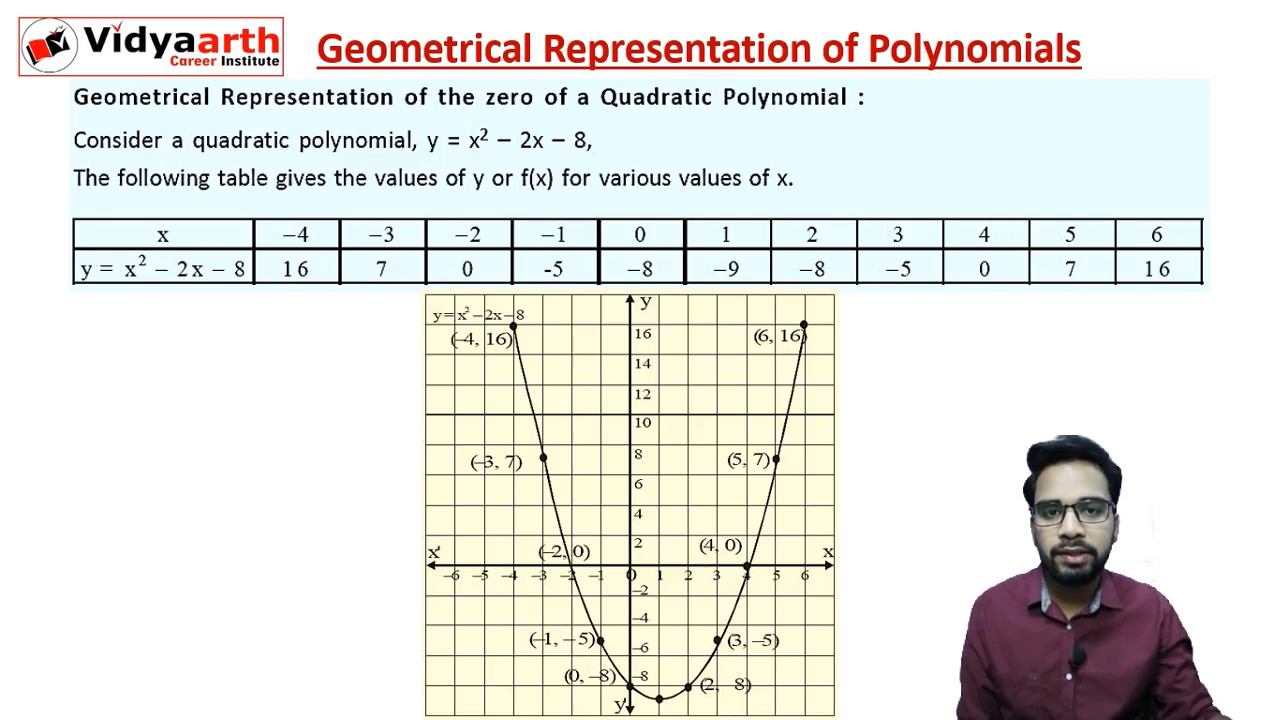 Vidyaarth
Career Institute
Geometrical Representation of Polynomials
Geometrical Representation of the zero of a Quadratic Polynomial :
Consider a quadratic polynomial, y = x² − 2x − 8,
The following table gives the values of y or f(x) for various values of x.
x −4 −3 −2 −1 0 1 2 3 4 5 6
y = x² − 2x − 8 16 7 0 -5 −8 −9 −8 −5 0 7 16
y
y=x²−2x−8
(−4, 16) 16 (6, 16)
14
12
10
(−3, 7) 8 (5, 7)
6
4
(−2, 0) 2 (4, 0)
x' x
−6 −5 −4 −3 −2 −1 0 1 2 3 4 5 6
−2
−4
(−1, −5) −6 (3, −5)
(0, −8) −8 (2, 8)
y'